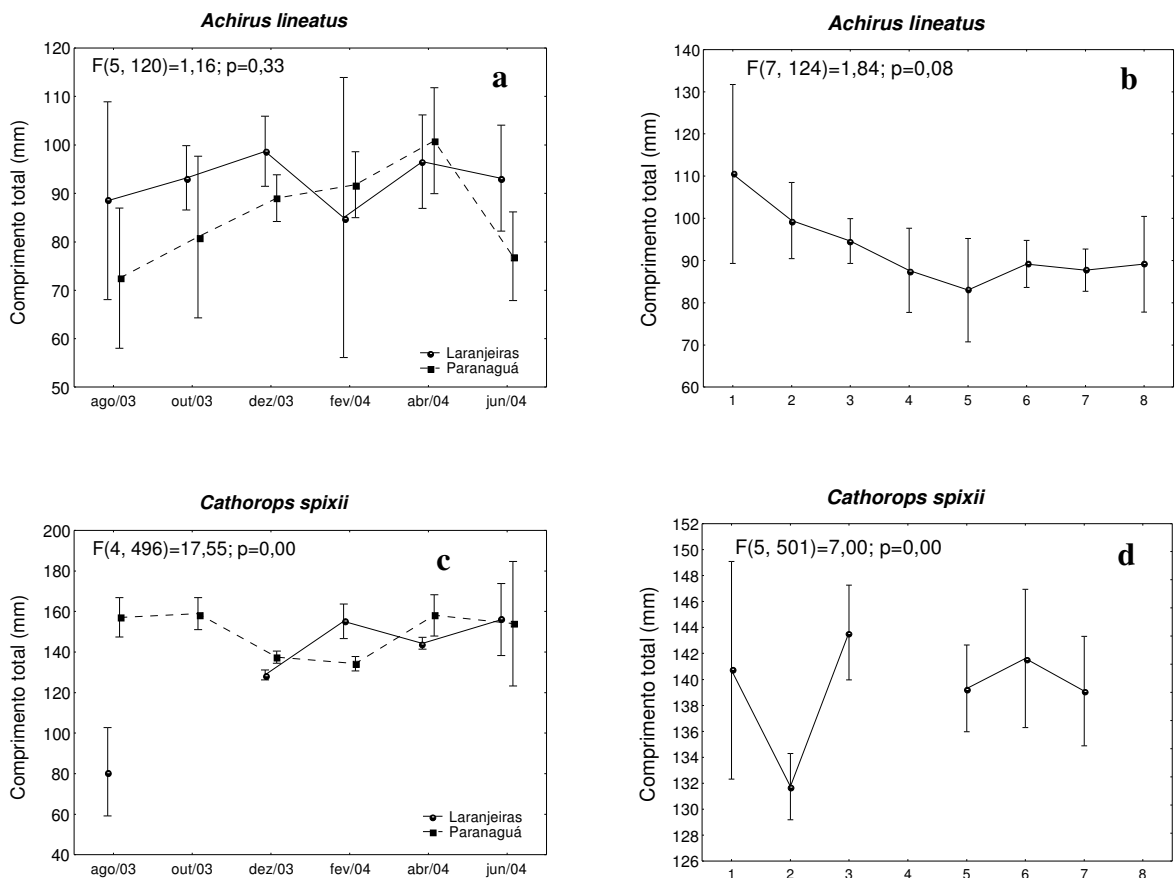 Achirus lineatus
F(5, 120)=1,16; p=0,33
a
Comprimento total (mm)
120
110
100
90
80
70
60
50
Laranjeiras
Paranaguá
ago/03 out/03 dez/03 fev/04 abr/04 jun/04
Achirus lineatus
F(7, 124)=1,84; p=0,08
b
Comprimento total (mm)
140
130
120
110
100
90
80
70
60
1 2 3 4 5 6 7 8
Cathorops spixii
F(4, 496)=17,55; p=0,00
c
Comprimento total (mm)
200
180
160
140
120
100
80
60
40
Laranjeiras
Paranaguá
ago/03 out/03 dez/03 fev/04 abr/04 jun/04
Cathorops spixii
F(5, 501)=7,00; p=0,00
d
Comprimento total (mm)
152
150
148
146
144
142
140
138
136
134
132
130
128
126
1 2 3 4 5 6 7 8